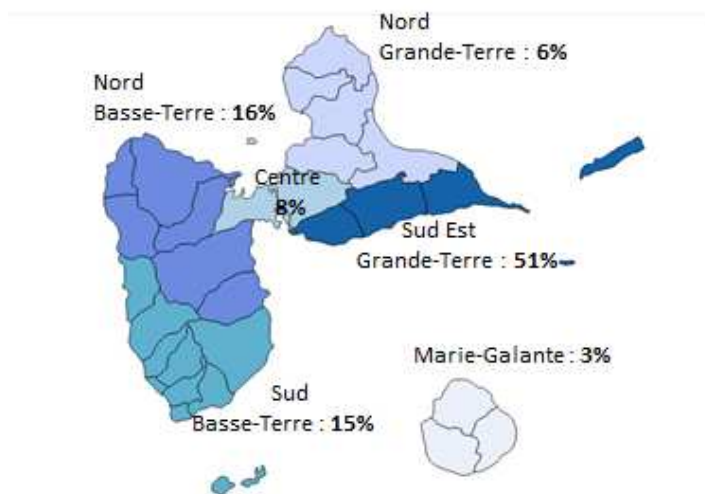 Nord
Grande-Terre : 6%
Nord
Basse-Terre : 16%
Centre
8%
Sud Est
Grande-Terre : 51%
Marie-Galante : 3%
Sud
Basse-Terre : 15%